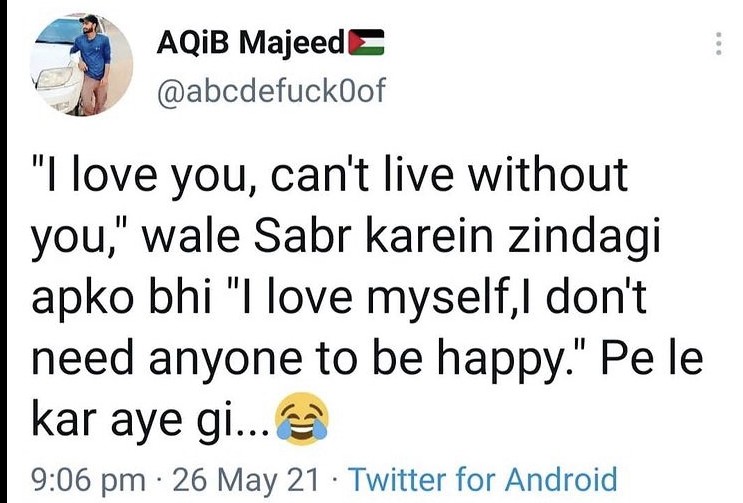 AQiB Majeed🇵🇸
@abcdefuck0of
"I love you, can't live without
you," wale Sabr karein zindagi
apko bhi "I love myself,I don't
need anyone to be happy." Pe le
kar aye gi...😂
9:06 pm · 26 May 21 · Twitter for Android